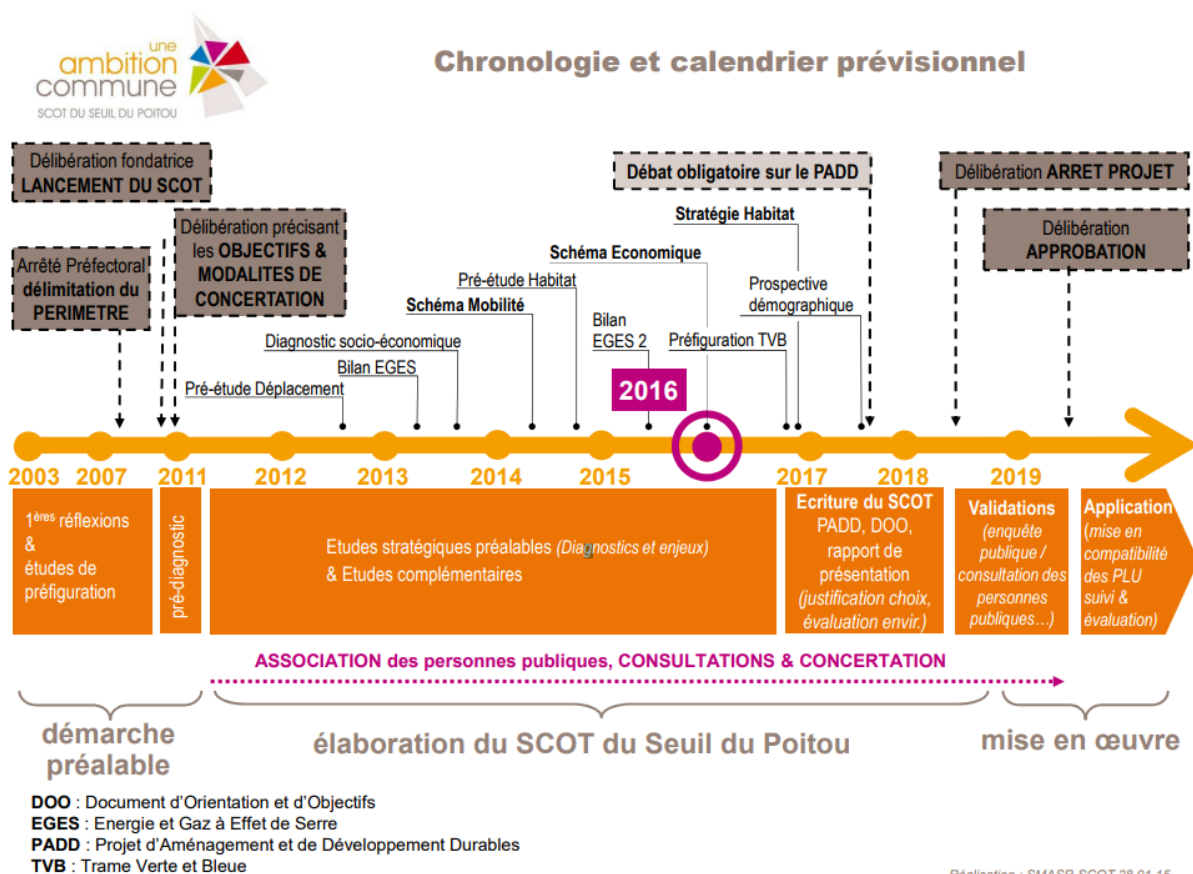 une
ambition
commune
SCOT DU SEUIL DU POITOU
Chronologie et calendrier prévisionnel
Délibération fondatrice
LANCEMENT DU SCOT
Arrêté Préfectoral
délimitation du
PERIMETRE
Délibération précisant
les OBJECTIFS &
MODALITES DE
CONCERTATION
Débat obligatoire sur le PADD
Délibération ARRET PROJET
Délibération
APPROBATION
Stratégie Habitat
Schéma Economique
Pré-étude Habitat
Schéma Mobilité
Prospective
démographique
Bilan
EGES 2
Préfiguration TVB
Diagnostic socio-économique
Bilan EGES
Pré-étude Déplacement
2016
2003 2007 2011 2012 2013 2014 2015 2017 2018 2019
1ères réflexions
&
études de
préfiguration
pré-diagnostic
Etudes stratégiques préalables (Diagnostics et enjeux)
& Etudes complémentaires
Ecriture du SCOT
PADD, DOO,
rapport de
présentation
(justification choix,
évaluation envir.)
Validations
(enquête
publique /
consultation des
personnes
publiques…)
Application
(mise en
compatibilité
des PLU
suivi &
évaluation)
ASSOCIATION des personnes publiques, CONSULTATIONS & CONCERTATION
démarche
préalable
élaboration du SCOT du Seuil du Poitou
mise en œuvre
DOO : Document d'Orientation et d'Objectifs
EGES : Energie et Gaz à Effet de Serre
PADD : Projet d'Aménagement et de Développement Durables
TVB : Trame Verte et Bleue
Réalisation : SMASP SCOT 28.01.15